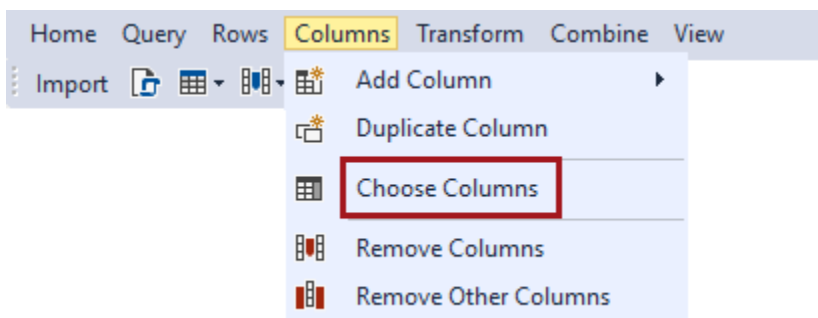 Home Query Rows Columns Transform Combine View
Import
Add Column
Duplicate Column
Choose Columns
Remove Columns
Remove Other Columns